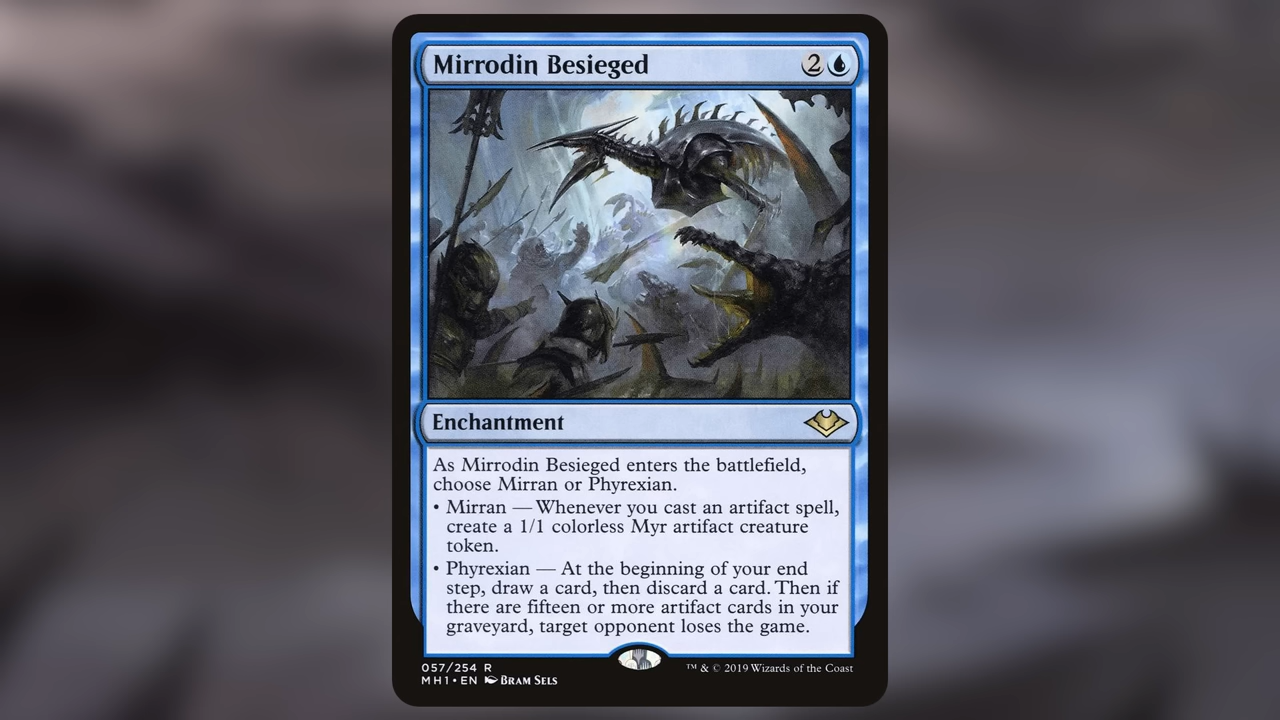 Mirrodin Besieged 2
Enchantment
As Mirrodin Besieged enters the battlefield,
choose Mirran or Phyrexian.
• Mirran — Whenever you cast an artifact spell,
create a 1/1 colorless Myr artifact creature
token.
• Phyrexian — At the beginning of your end
step, draw a card, then discard a card. Then if
there are fifteen or more artifact cards in your
graveyard, target opponent loses the game.
057/254 R
MH1 • EN Bram Sels
™ & © 2019 Wizards of the Coast